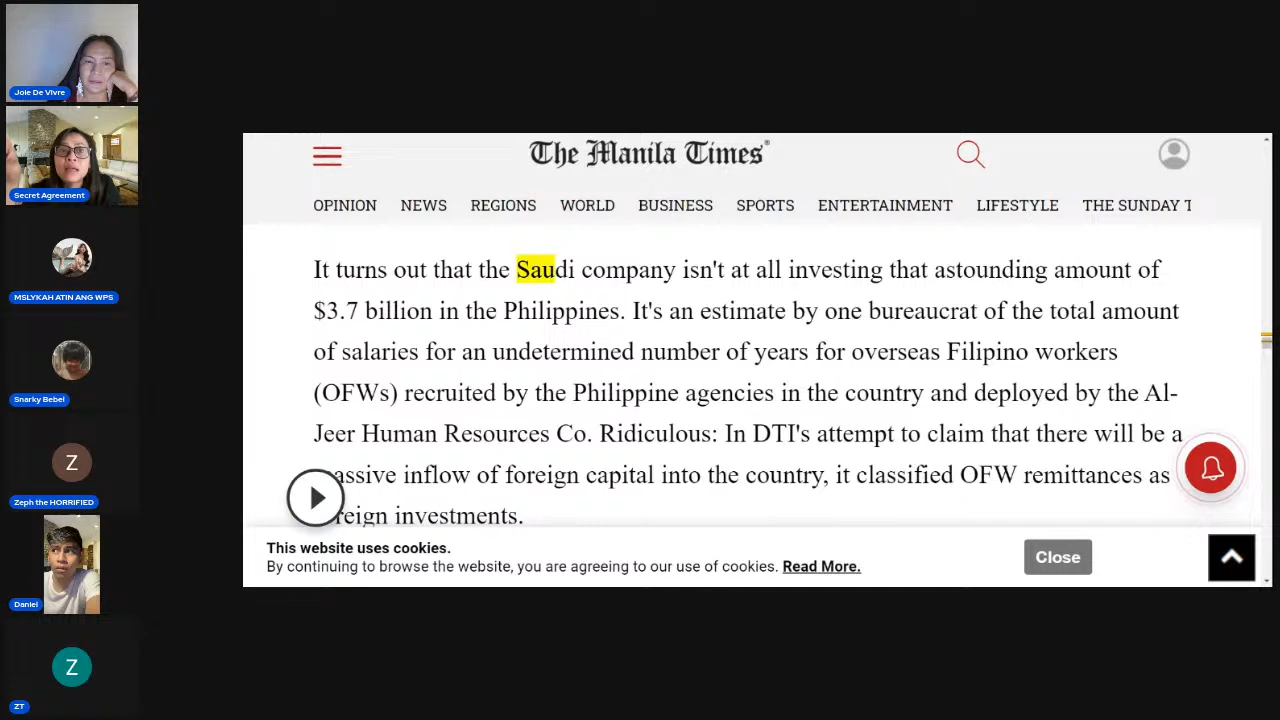 Joie De Vivre
Secret Agreement
MSLYKAH ATIN ANG WPS
Snarky Bebei
Z
Zeph the HORRIFIED
Daniel
Z
ZT
The Manila Times
OPINION NEWS REGIONS WORLD BUSINESS SPORTS ENTERTAINMENT LIFESTYLE THE SUNDAY T
It turns out that the Saudi company isn't at all investing that astounding amount of
$3.7 billion in the Philippines. It's an estimate by one bureaucrat of the total amount
of salaries for an undetermined number of years for overseas Filipino workers
(OFWs) recruited by the Philippine agencies in the country and deployed by the Al-
Jeer Human Resources Co. Ridiculous: In DTI's attempt to claim that there will be a
assive inflow of foreign capital into the country, it classified OFW remittances as
reign investments.
This website uses cookies.
By continuing to browse the website, you are agreeing to our use of cookies. Read More.
Close